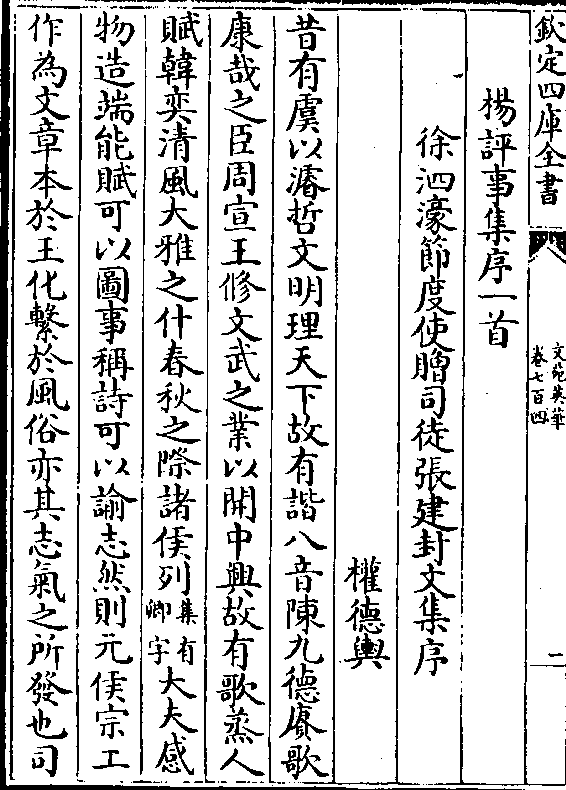 欽定四庫全書
文苑英華
卷七百四
二
楊評事集序一首
徐泗濠節度使贈司徒張建封文集序
權德輿
昔有虞以濬哲文明理天下故有諧八音陳九德賡歌
康哉之臣周宣王修文武之業以開中興故有歌蒸人
賦韓奕清風大雅之什春秋之際諸侯列集有卿字大夫感
物造端能賦可以圖事稱詩可以諭志然則元侯宗工
作為文章本於王化繫於風俗亦其志氣之所發也司